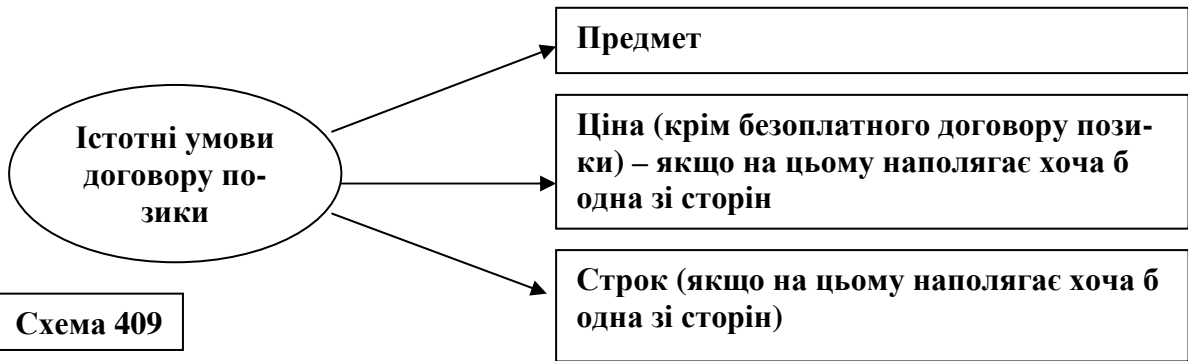 Істотні умови
договору по-
зики
Предмет
Ціна (крім безоплатного договору пози-
ки) – якщо на цьому наполягає хоча б
одна зі сторін
Строк (якщо на цьому наполягає хоча б
одна зі сторін)
Схема 409